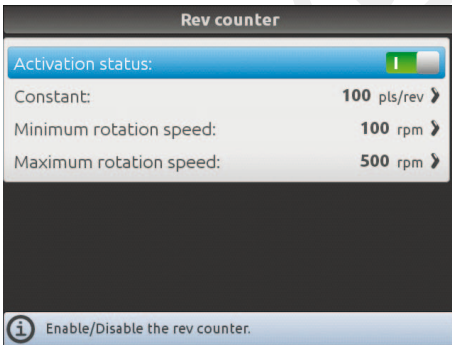 Rev counter
Activation status:
Constant: 100 pls/rev
Minimum rotation speed: 100 rpm
Maximum rotation speed: 500 rpm
Enable/Disable the rev counter.